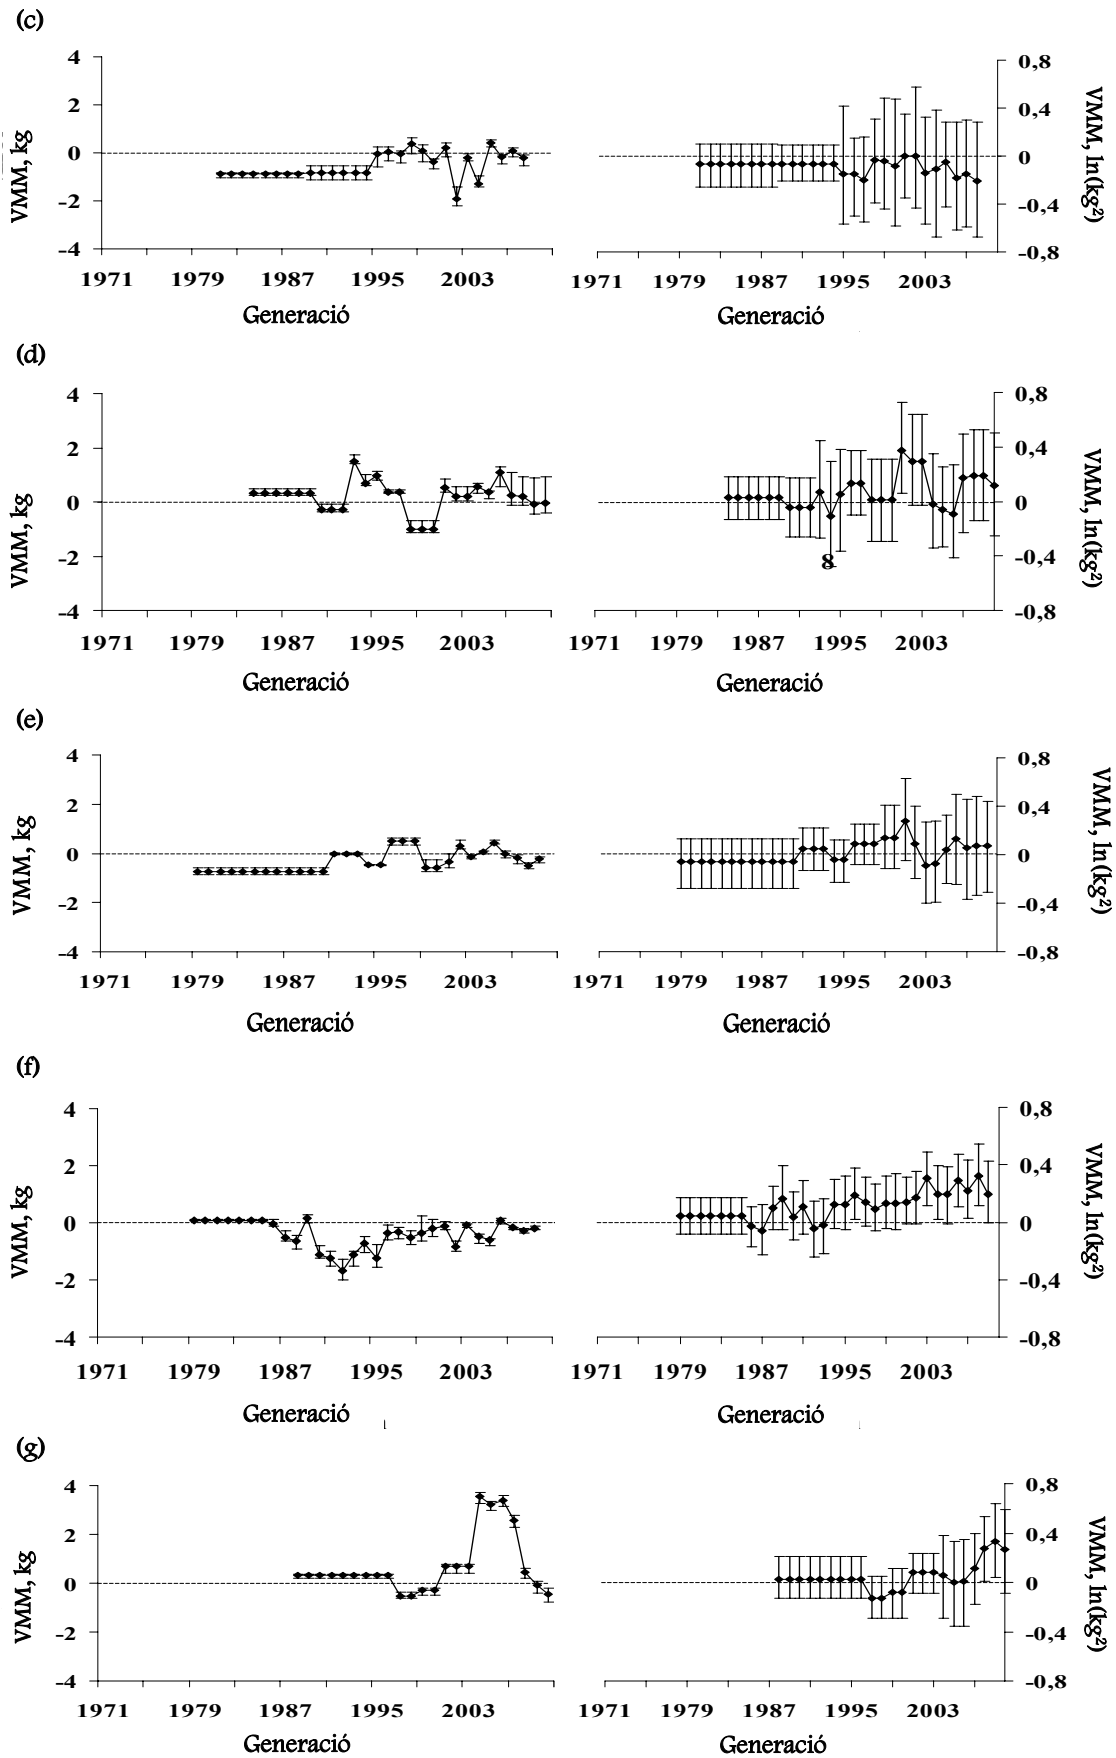 (c)
4
2
0
-2
-4
VMM, kg
1971 1979 1987 1995 2003
Generació
0,8
0,4
0
-0,4
-0,8
VMM, ln(kg²)
1971 1979 1987 1995 2003
Generació
(d)
4
2
0
-2
-4
VMM, kg
1971 1979 1987 1995 2003
Generació
0,8
0,4
0
-0,4
-0,8
VMM, ln(kg²)
8
1971 1979 1987 1995 2003
Generació
(e)
4
2
0
-2
-4
VMM, kg
1971 1979 1987 1995 2003
Generació
0,8
0,4
0
-0,4
-0,8
VMM, ln(kg²)
1971 1979 1987 1995 2003
Generació
(f)
4
2
0
-2
-4
VMM, kg
1971 1979 1987 1995 2003
Generació
0,8
0,4
0
-0,4
-0,8
VMM, ln(kg²)
1971 1979 1987 1995 2003
Generació
(g)
4
2
0
-2
-4
VMM, kg
1971 1979 1987 1995 2003
Generació
0,8
0,4
0
-0,4
-0,8
VMM, ln(kg²)
1971 1979 1987 1995 2003
Generació